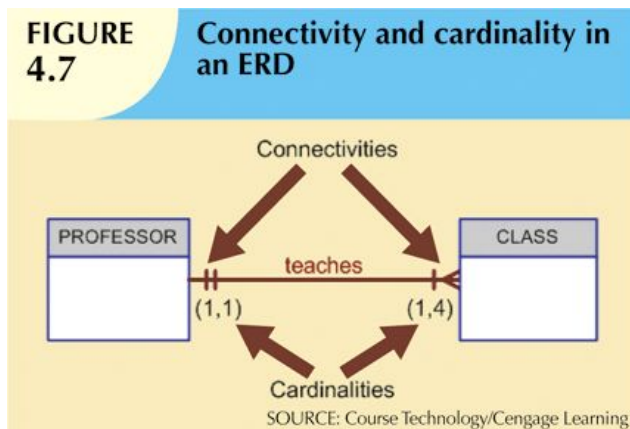 FIGURE
4.7
Connectivity and cardinality in
an ERD
Connectivities
PROFESSOR
CLASS
teaches
(1,1)
(1,4)
Cardinalities
SOURCE: Course Technology/Cengage Learning